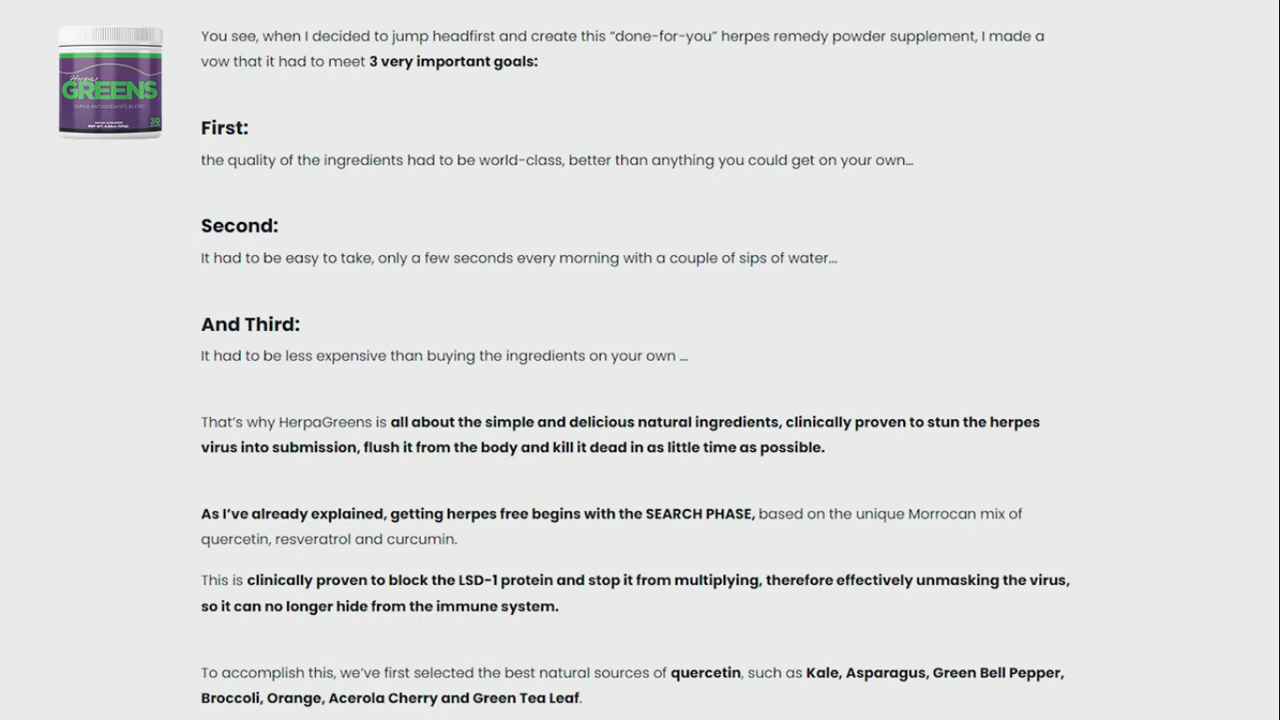 Herpa
GREENS
SUPER ANTIOXIDANTS BLEND
30
You see, when I decided to jump headfirst and create this “done-for-you” herpes remedy powder supplement, I made a
vow that it had to meet 3 very important goals:
First:
the quality of the ingredients had to be world-class, better than anything you could get on your own...
Second:
It had to be easy to take, only a few seconds every morning with a couple of sips of water...
And Third:
It had to be less expensive than buying the ingredients on your own ...
That’s why HerpaGreens is all about the simple and delicious natural ingredients, clinically proven to stun the herpes
virus into submission, flush it from the body and kill it dead in as little time as possible.
As I’ve already explained, getting herpes free begins with the SEARCH PHASE, based on the unique Morrocan mix of
quercetin, resveratrol and curcumin.
This is clinically proven to block the LSD-1 protein and stop it from multiplying, therefore effectively unmasking the virus,
so it can no longer hide from the immune system.
To accomplish this, we’ve first selected the best natural sources of quercetin, such as Kale, Asparagus, Green Bell Pepper,
Broccoli, Orange, Acerola Cherry and Green Tea Leaf.